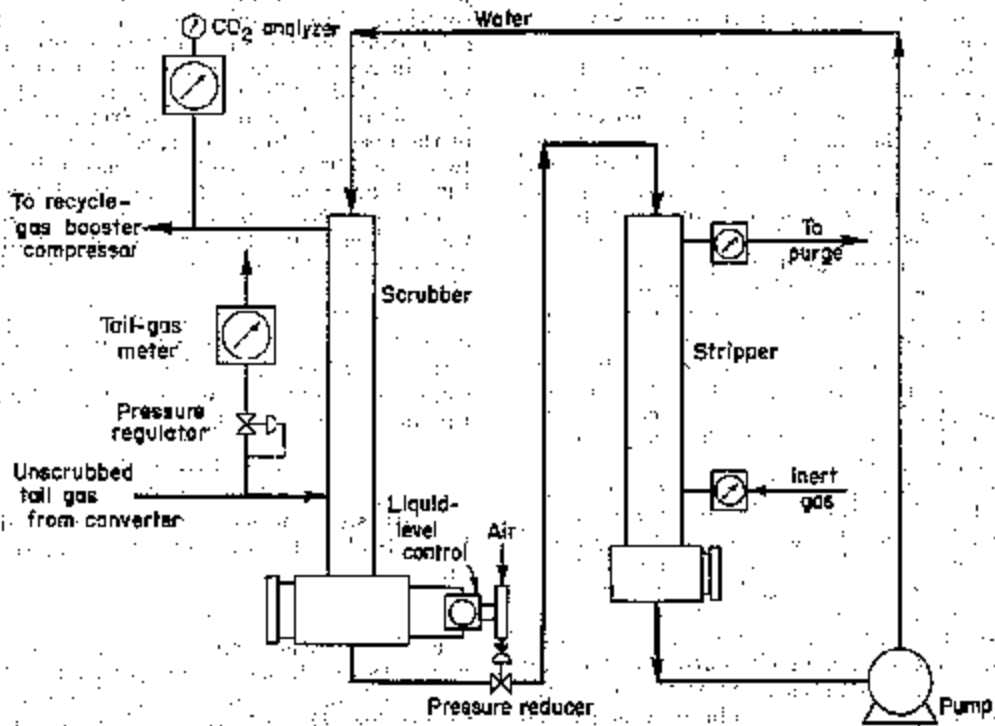 Water
CO2 analyzer
To recycle-
gas booster
compressor
To
purge
Scrubber
Tail-gas
meter
Stripper
Pressure
regulator
Unscrubbed
tail gas
from converter
Liquid-
level
control
Air
Inert
gas
Pressure reducer
Pump